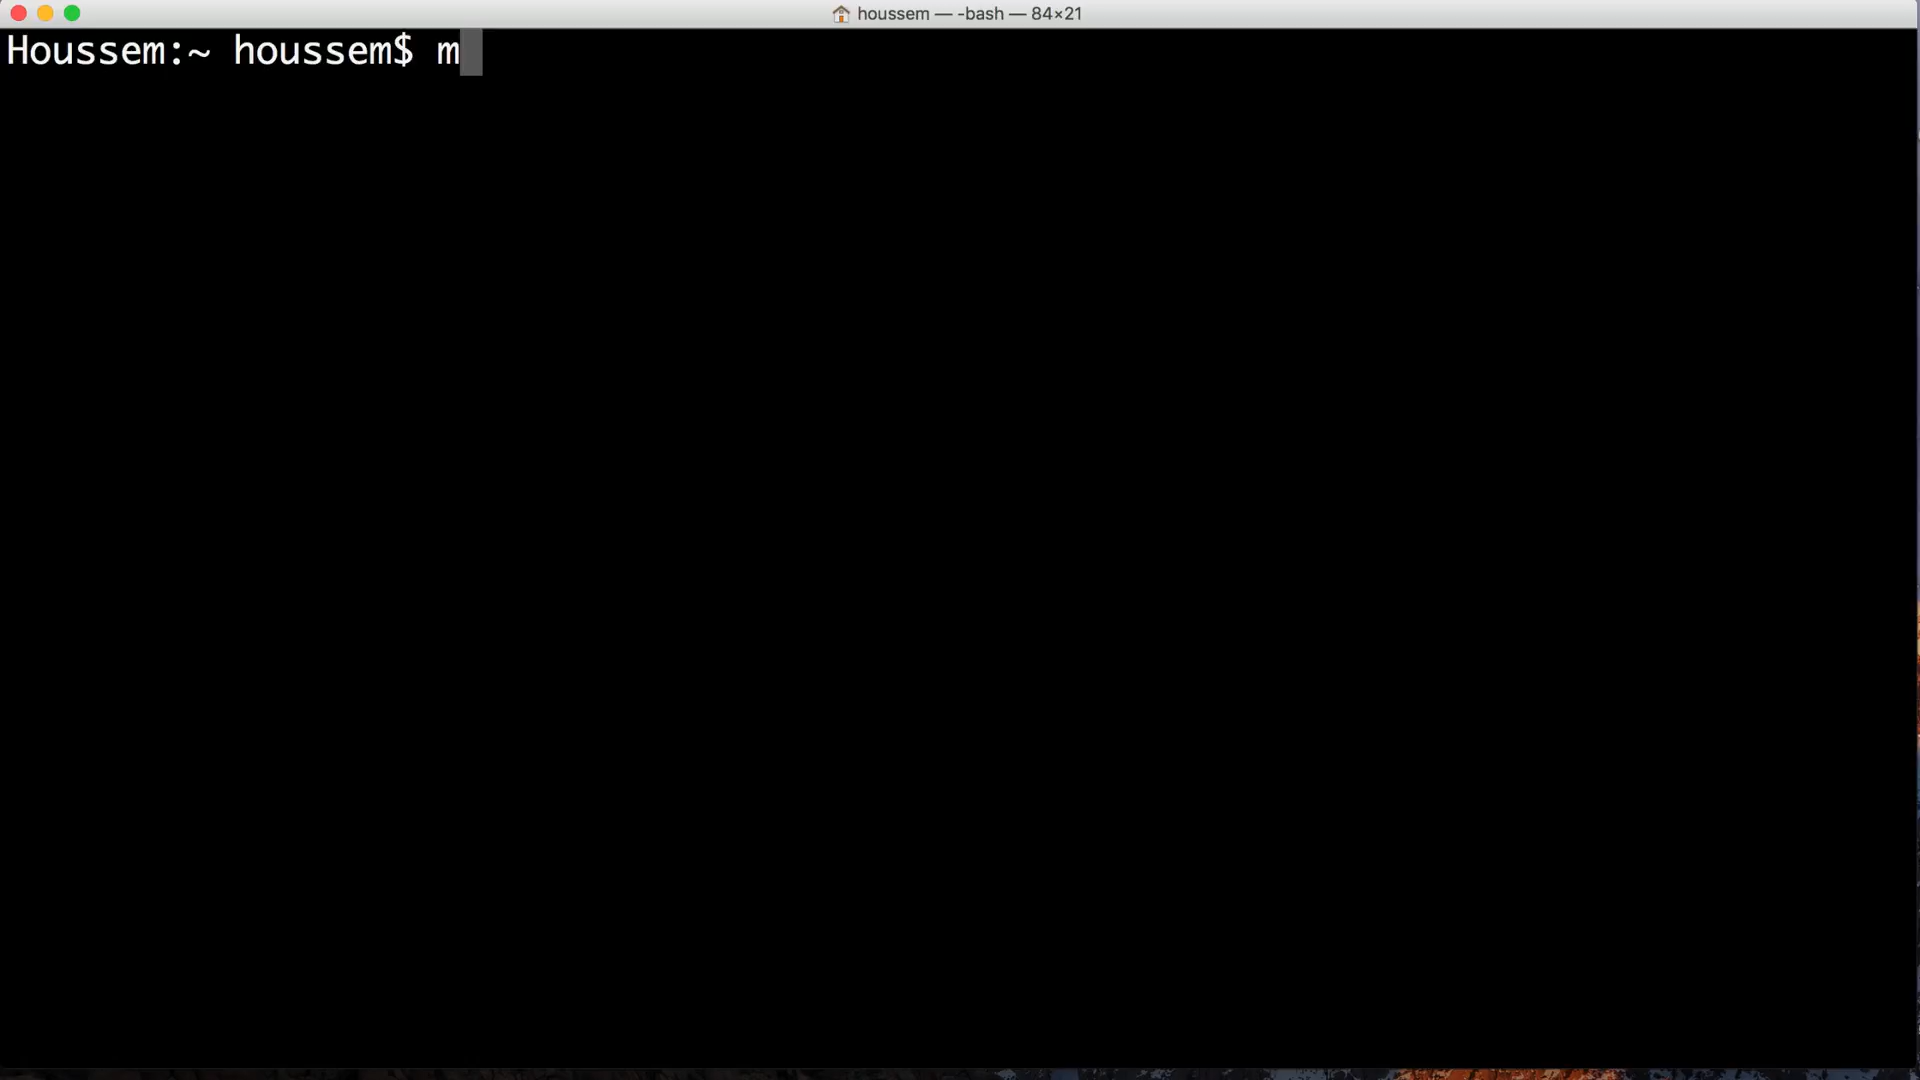 houssem — -bash — 84×21
Houssem:~ houssem$ m